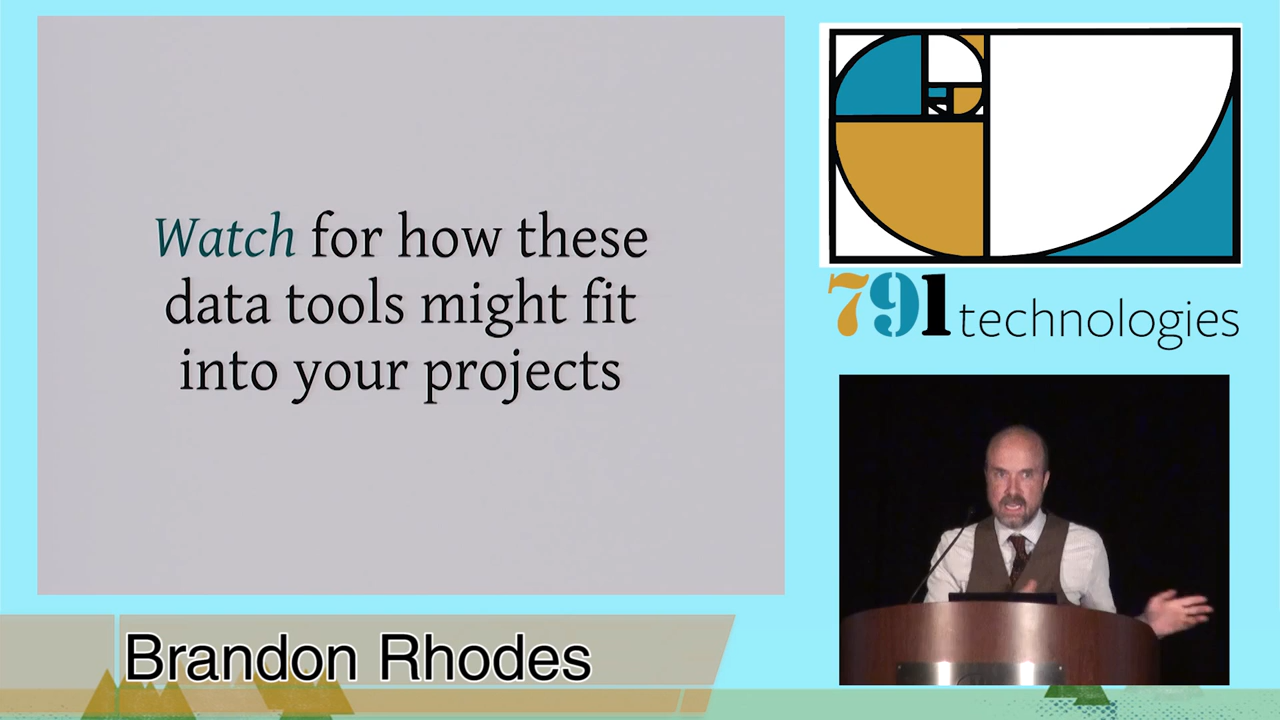 Watch for how these
data tools might fit
into your projects
791 technologies
Brandon Rhodes